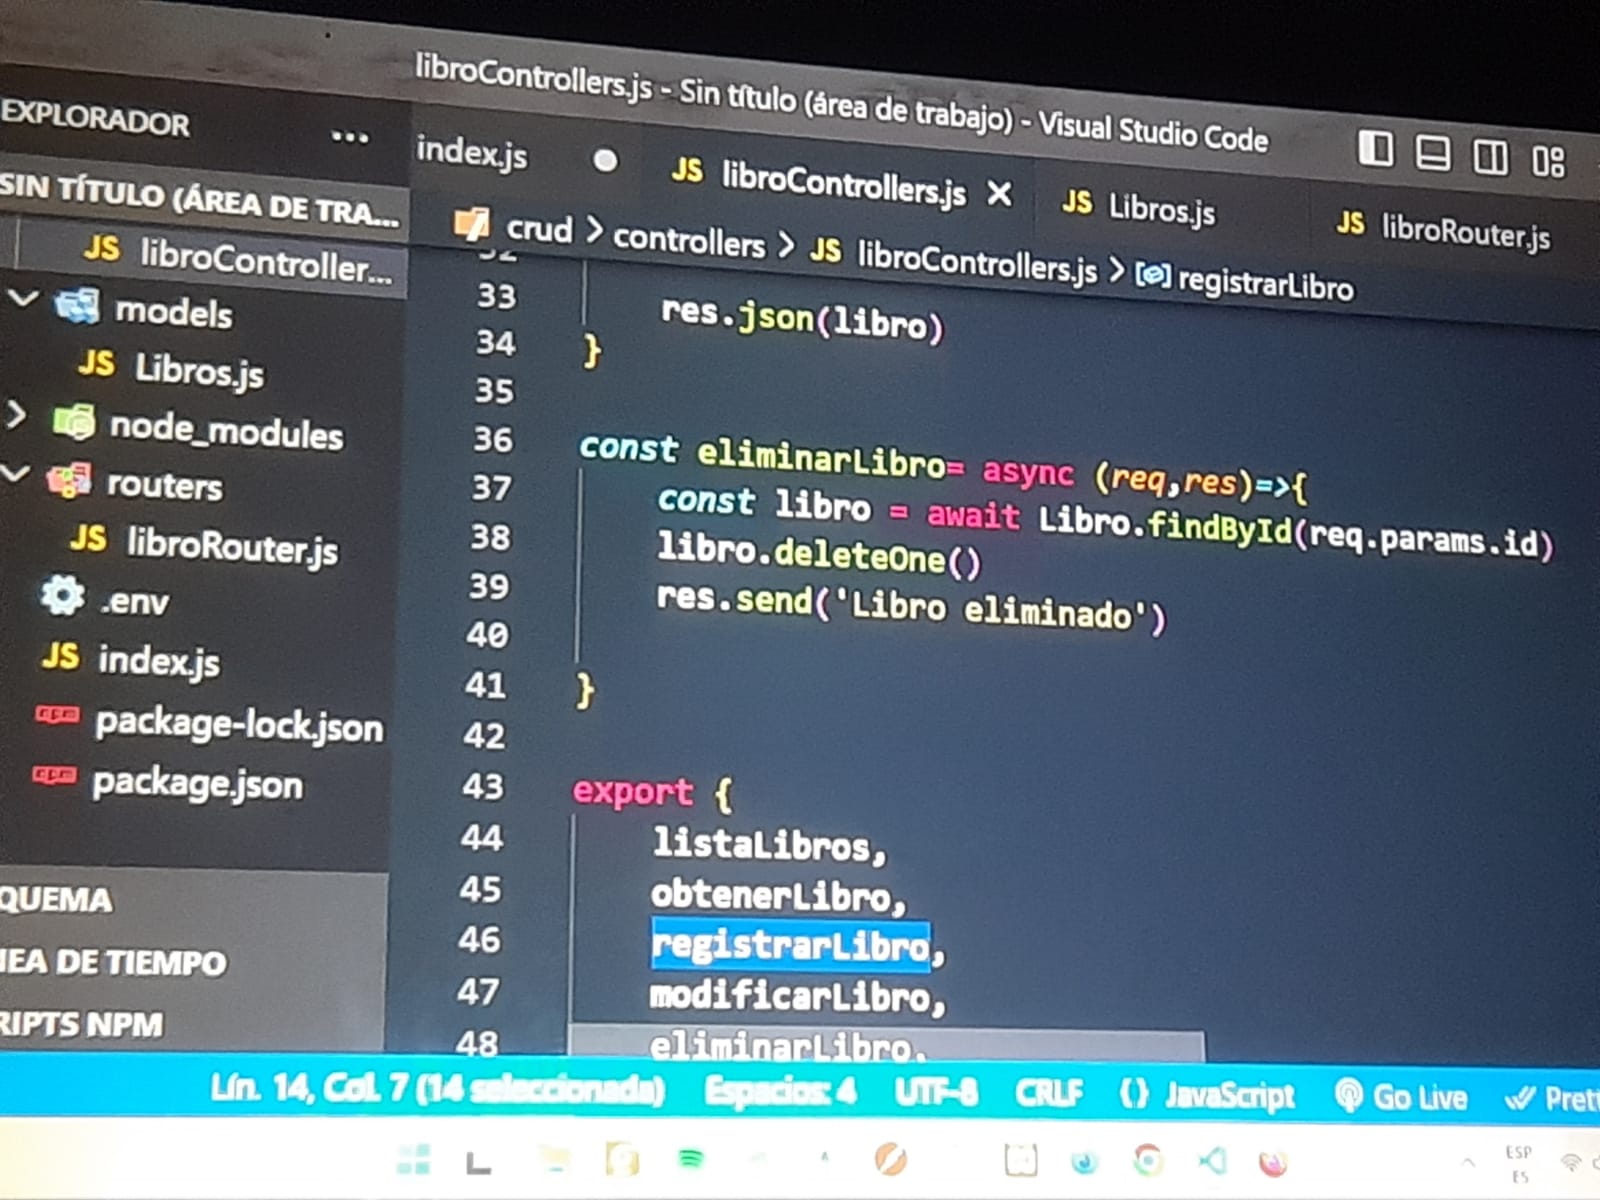 libroControllers.js - Sin título (área de trabajo) - Visual Studio Code
EXPLORADOR ...
SIN TÍTULO (ÁREA DE TRA...
JS libroController...
models
JS Libros.js
node_modules
routers
JS libroRouter.js
.env
JS index.js
package-lock.json
package.json
QUEMA
EA DE TIEMPO
RIPTS NPM
index.js
JS libroControllers.js
JS Libros.js
JS libroRouter.js
crud > controllers > JS libroControllers.js > registrarLibro
32
33 res.json(libro)
34 }
35
36 const eliminarLibro= async (req,res)=>{
37 const libro = await Libro.findById(req.params.id)
38 libro.deleteOne()
39 res.send('Libro eliminado')
40
41 }
42
43 export {
44 listaLibros,
45 obtenerLibro,
46 registrarLibro,
47 modificarLibro,
48 eliminarLibro,
Lín. 14, Col. 7 (14 seleccionada) Espacios: 4 UTF-8 CRLF {} JavaScript Go Live Prett
ESP
ES